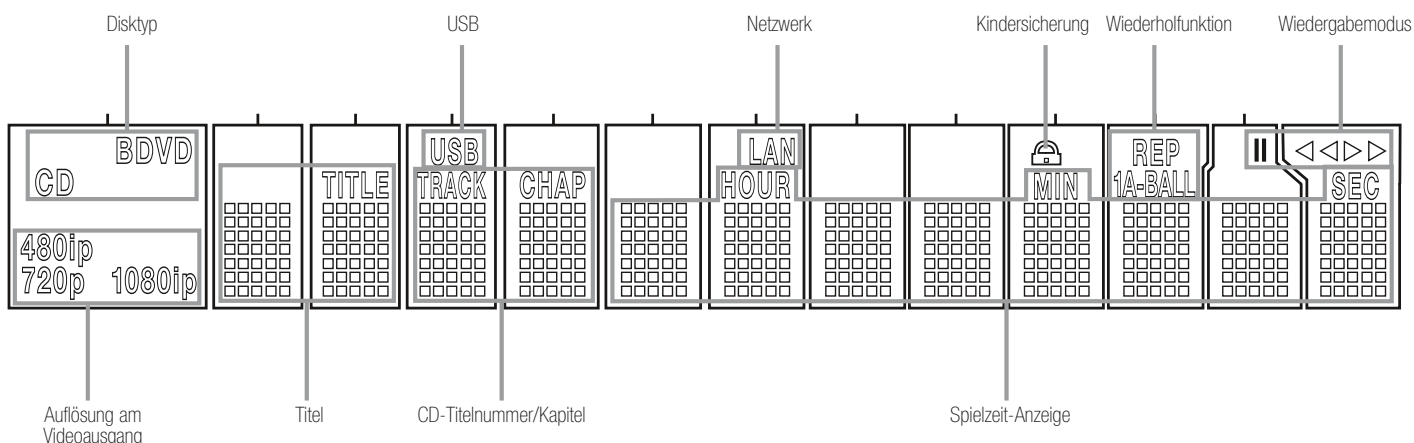 Disktyp USB Netzwerk Kindersicherung Wiederholfunktion Wiedergabemodus
BDVD USB LAN REP
CD TITLE TRACK CHAP HOUR MIN 1A-BALL SEC
480ip
720p 1080ip
Auflösung am Titel CD-Titelnummer/Kapitel Spielzeit-Anzeige
Videoausgang